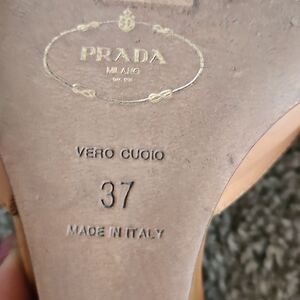 PRADA
MILANO
VERO CUOIO
37
MADE IN ITALY